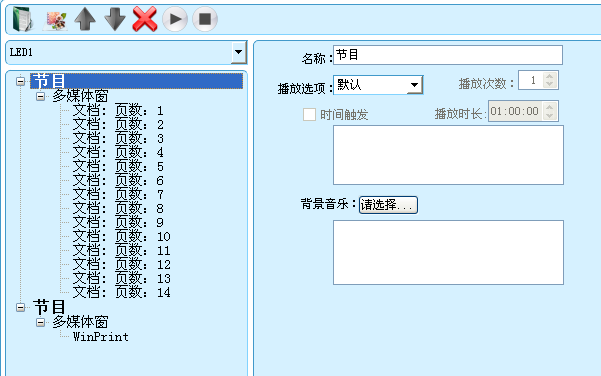 LED1
节目
多媒体窗
文档: 页数: 1
文档: 页数: 2
文档: 页数: 3
文档: 页数: 4
文档: 页数: 5
文档: 页数: 6
文档: 页数: 7
文档: 页数: 8
文档: 页数: 9
文档: 页数: 10
文档: 页数: 11
文档: 页数: 12
文档: 页数: 13
文档: 页数: 14
节目
多媒体窗
WinPrint
名称: 节目
播放选项: 默认 播放次数: 1
时间触发 播放时长: 01:00:00
背景音乐: 请选择...